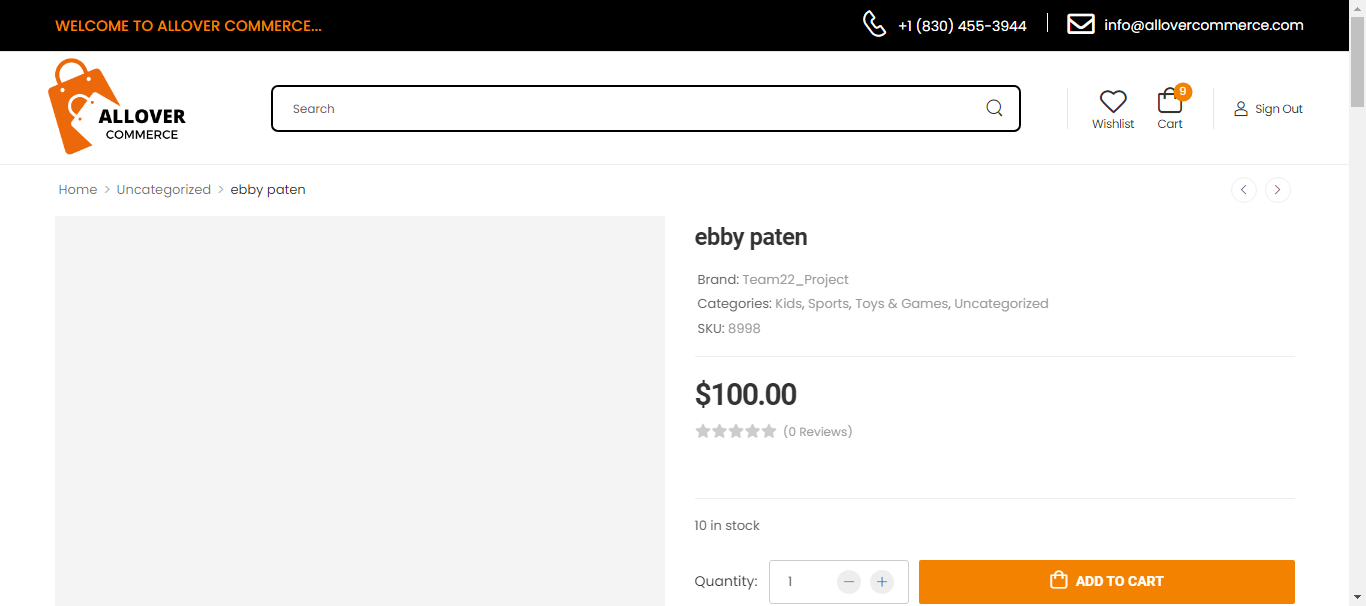 WELCOME TO ALLOVER COMMERCE...
+1 (830) 455-3944
info@allovercommerce.com
ALLOVER
COMMERCE
Search
Wishlist
9
Cart
Sign Out
Home > Uncategorized > ebby paten
ebby paten
Brand: Team22_Project
Categories: Kids, Sports, Toys & Games, Uncategorized
SKU: 8998
$100.00
(0 Reviews)
10 in stock
Quantity: 1 − +
ADD TO CART